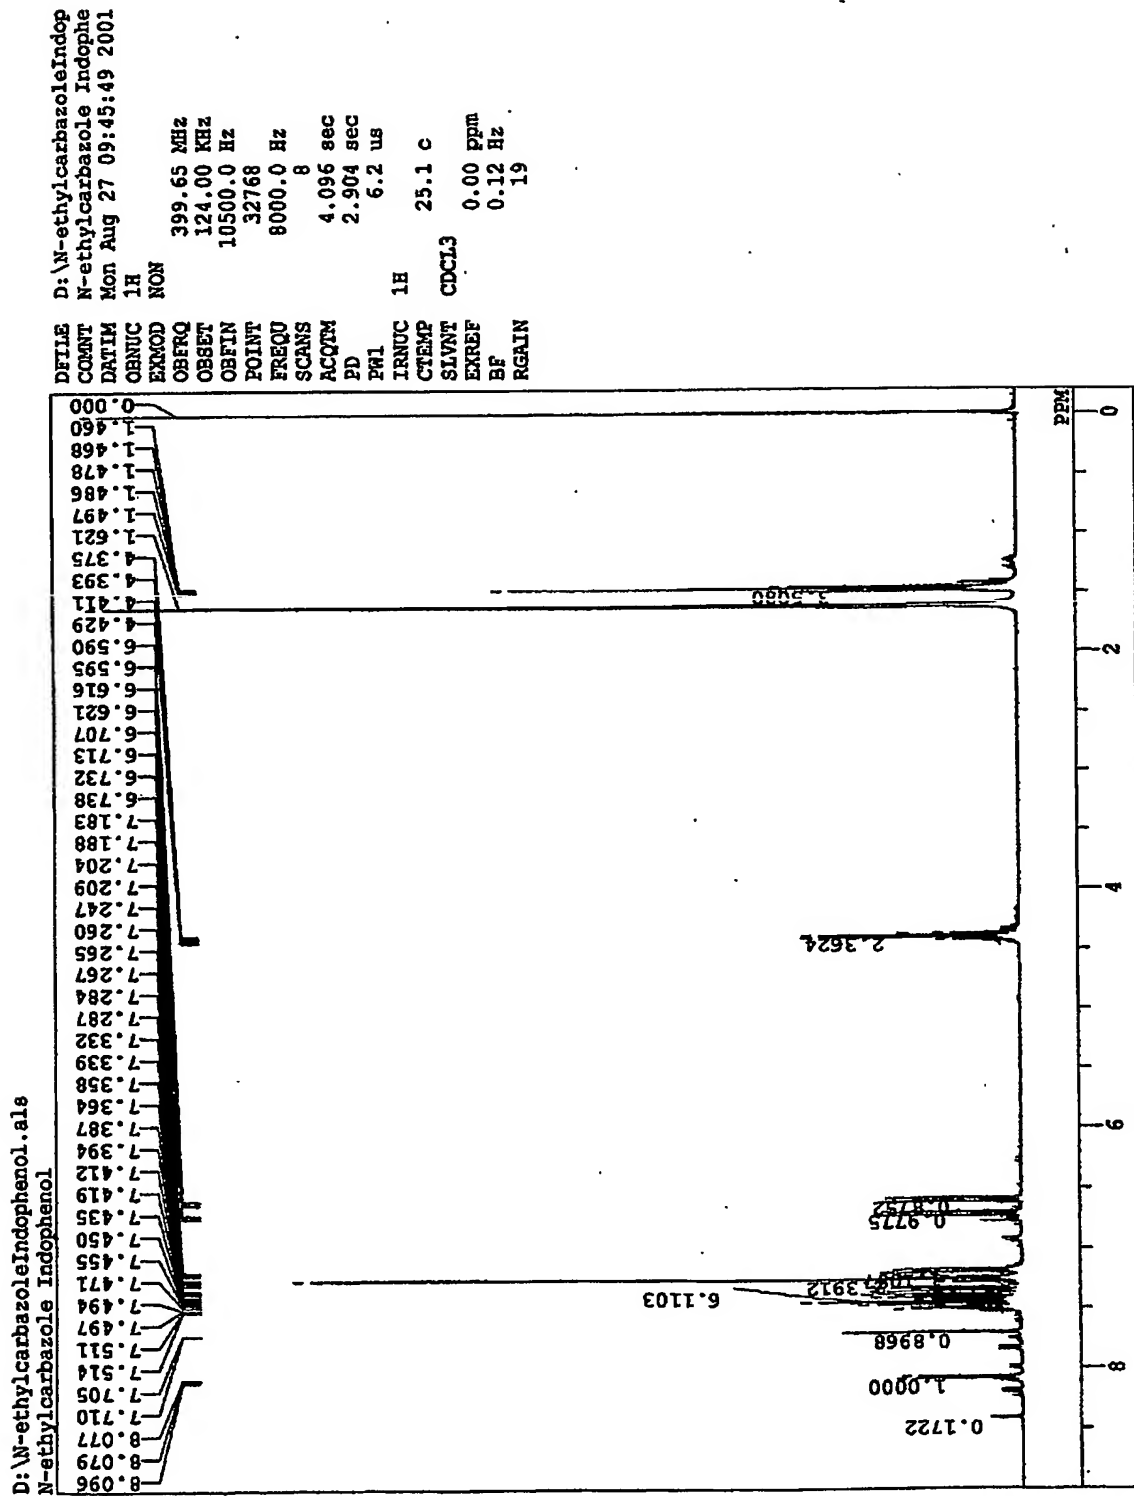 D:\N-ethylcarbazoleIndophenol.als
N-ethylcarbazole Indophenol
8.096
8.079
8.077
7.710
7.705
7.514
7.511
7.497
7.494
7.471
7.455
7.450
7.435
7.419
7.412
7.394
7.387
7.364
7.358
7.339
7.332
7.287
7.284
7.267
7.265
7.260
7.247
7.209
7.204
7.188
7.183
6.738
6.732
6.713
6.707
6.621
6.616
6.595
6.590
4.429
4.411
4.393
4.375
1.621
1.497
1.486
1.478
1.468
1.460
0.000
0.1722
1.0000
0.8968
6.1103
3912
0.9775
0.8752
2.3624
8
6
4
2
0
PPM
DFILE D:\N-ethylcarbazoleIndop
COMNT N-ethylcarbazole Indophe
DATIM Mon Aug 27 09:45:49 2001
OBNUC 1H
EXMOD NON
OBFRQ 399.65 MHz
OBSET 124.00 KHz
OBFIN 10500.0 Hz
POINT 32768
FREQU 8000.0 Hz
SCANS 8
ACQTM 4.096 sec
PD 2.904 sec
PW1 6.2 us
IRNUC 1H
CTEMP 25.1 c
SLVNT CDCL3
EXREF 0.00 ppm
BF 0.12 Hz
RGAIN 19